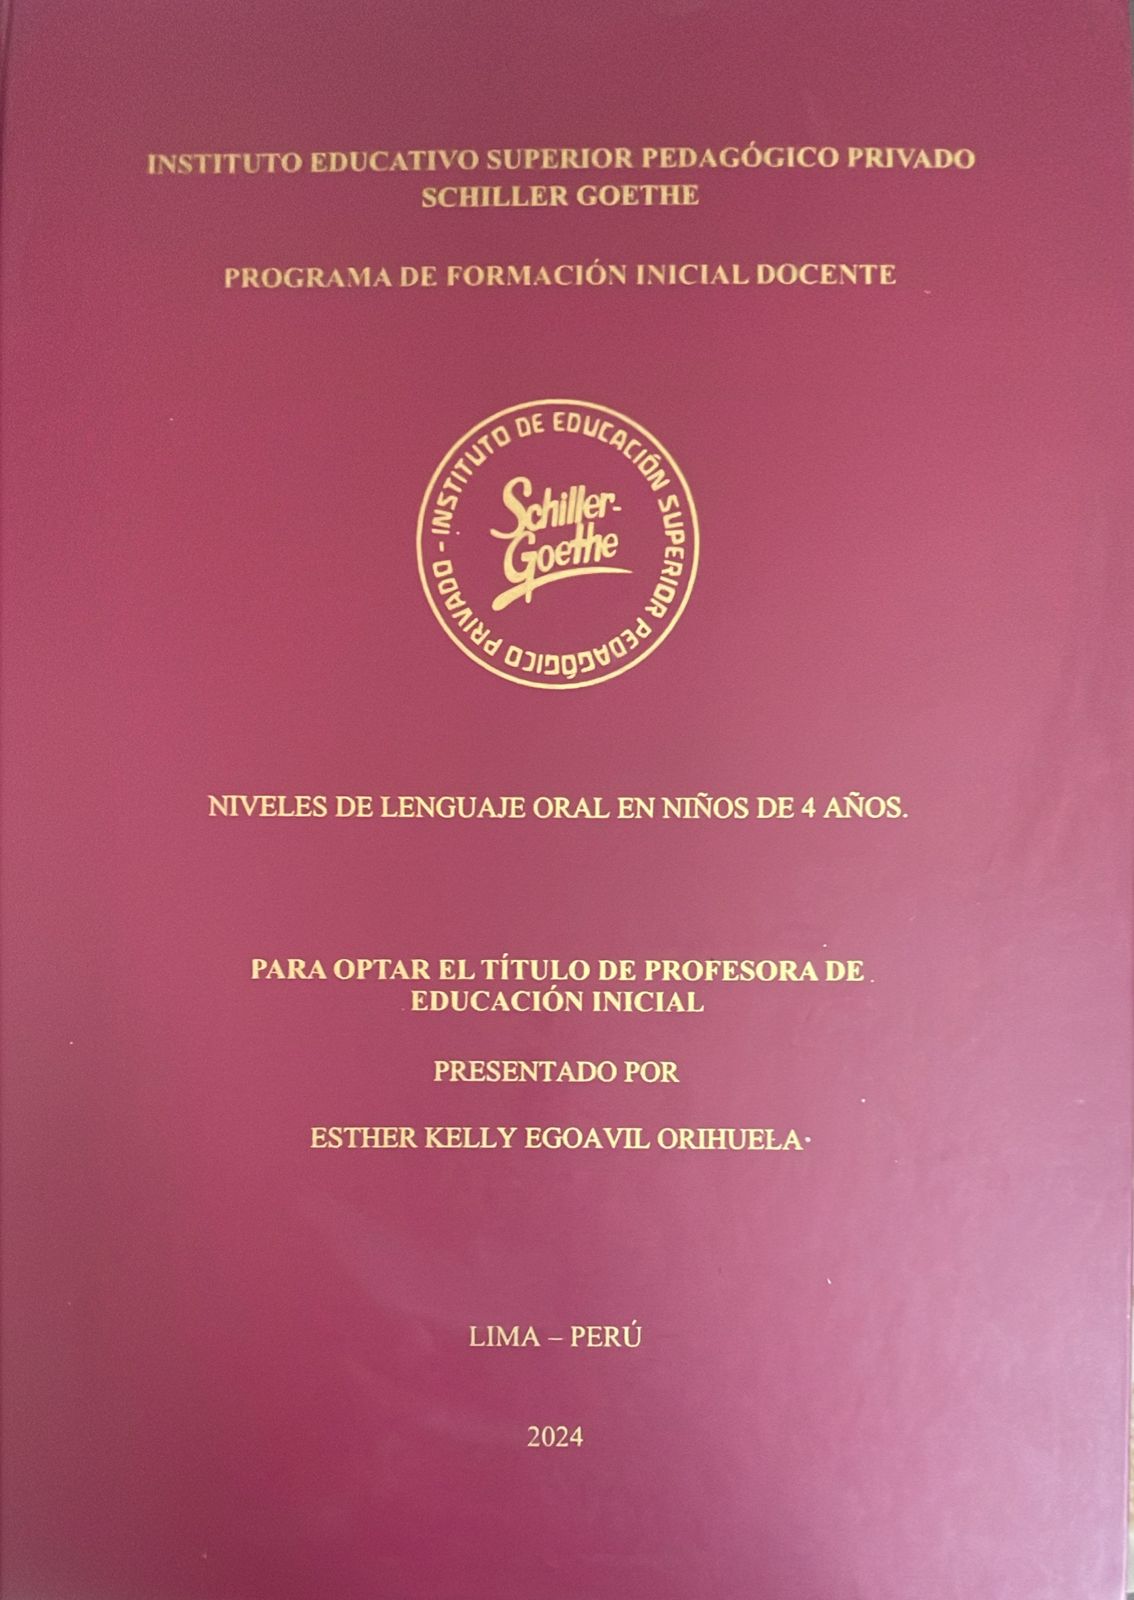 INSTITUTO EDUCATIVO SUPERIOR PEDAGÓGICO PRIVADO
SCHILLER GOETHE
PROGRAMA DE FORMACIÓN INICIAL DOCENTE
INSTITUTO DE EDUCACIÓN SUPERIOR PEDAGÓGICO PRIVADO -
Schiller-
Goethe
NIVELES DE LENGUAJE ORAL EN NIÑOS DE 4 AÑOS.
PARA OPTAR EL TÍTULO DE PROFESORA DE
EDUCACIÓN INICIAL
PRESENTADO POR
ESTHER KELLY EGOAVIL ORIHUELA
LIMA – PERÚ
2024